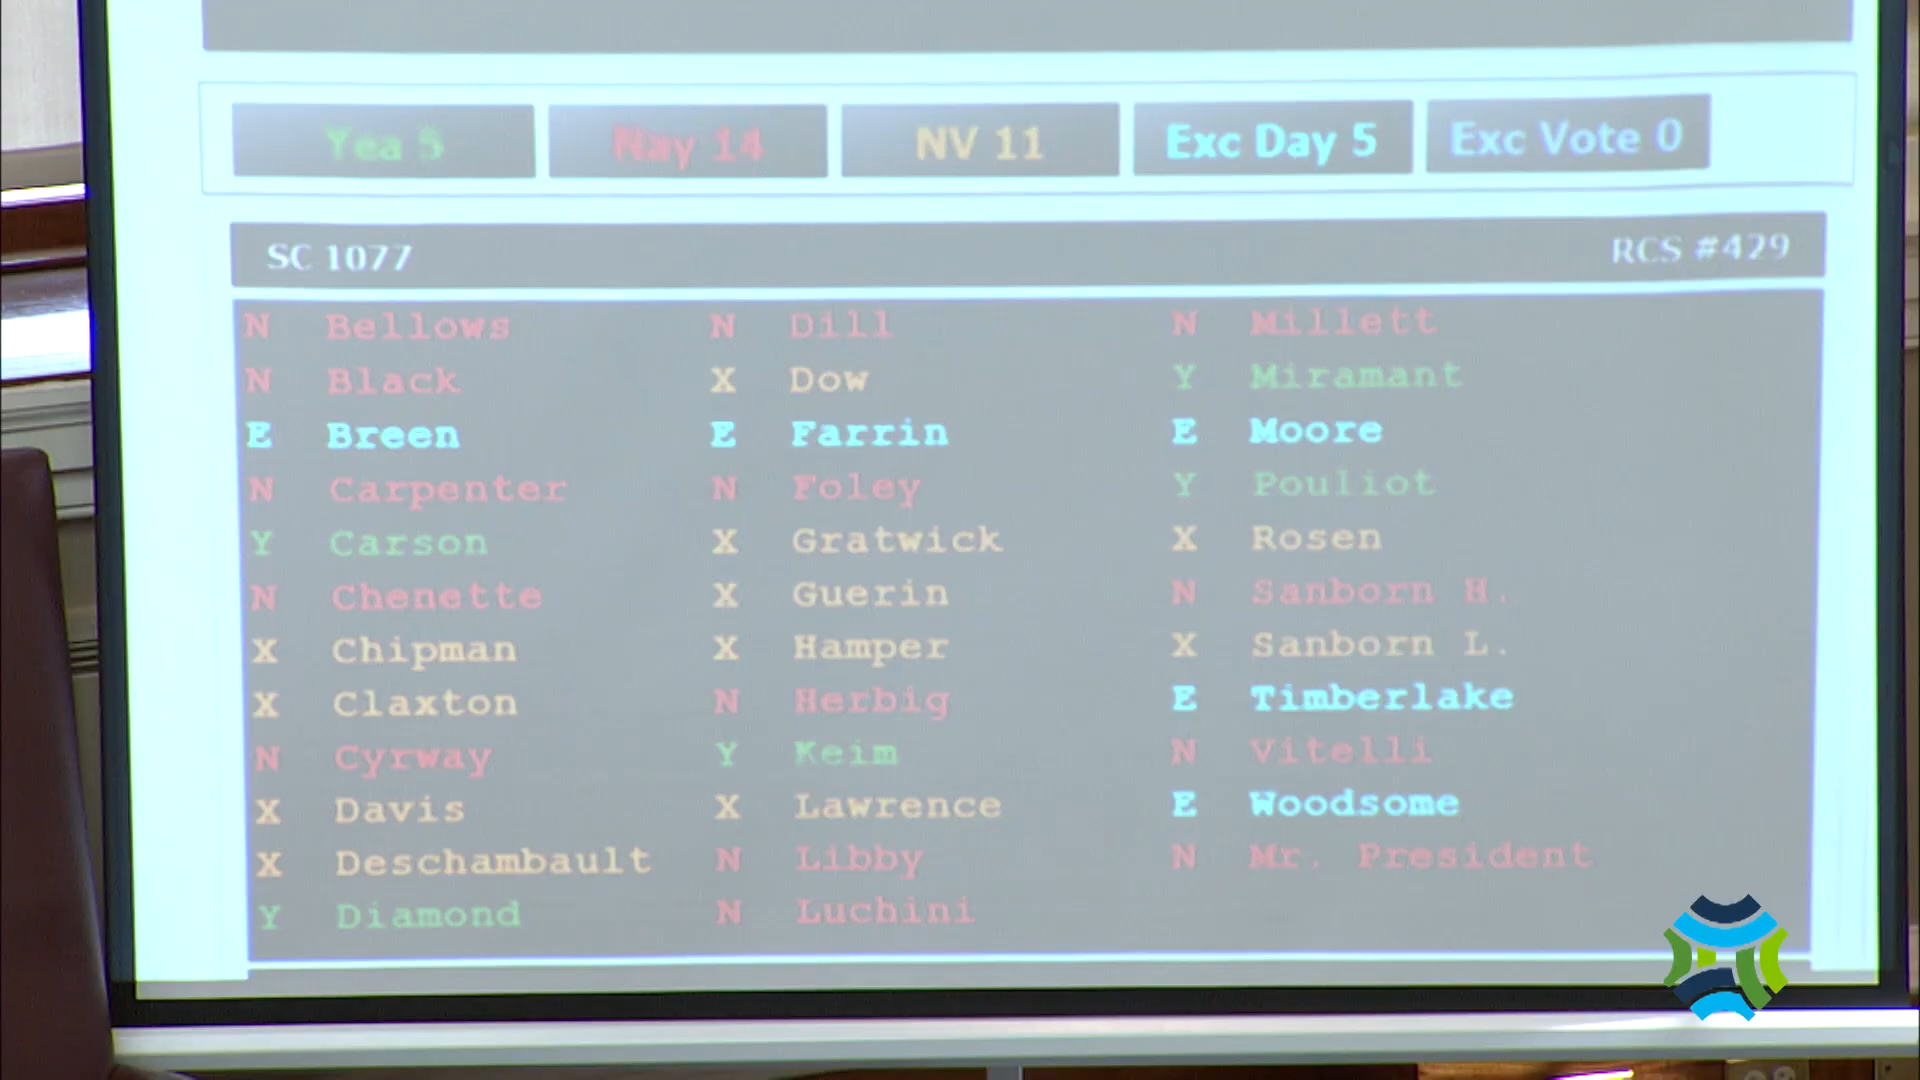 Yea 5 Nay 14 NV 11 Exc Day 5 Exc Vote 0
SC 1077 RCS #429
N Bellows N Dill N Millett
N Black X Dow Y Miramant
E Breen E Farrin E Moore
N Carpenter N Foley Y Pouliot
Y Carson X Gratwick X Rosen
N Chenette X Guerin N Sanborn H.
X Chipman X Hamper X Sanborn L.
X Claxton N Herbig E Timberlake
N Cyrway Y Keim N Vitelli
X Davis X Lawrence E Woodsome
X Deschambault N Libby N Mr. President
Y Diamond N Luchini